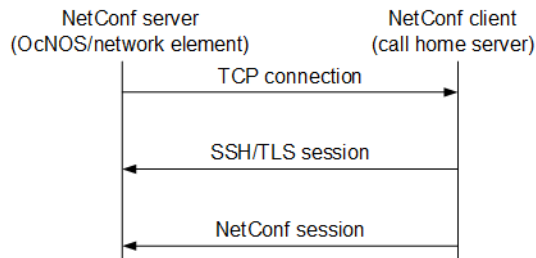 NetConf server
(OcNOS/network element)
NetConf client
(call home server)
TCP connection
SSH/TLS session
NetConf session